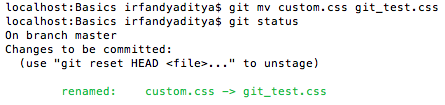 localhost:Basics irfandyaditya$ git mv custom.css git_test.css
localhost:Basics irfandyaditya$ git status
On branch master
Changes to be committed:
  (use "git reset HEAD <file>..." to unstage)
        renamed:    custom.css -> git_test.css